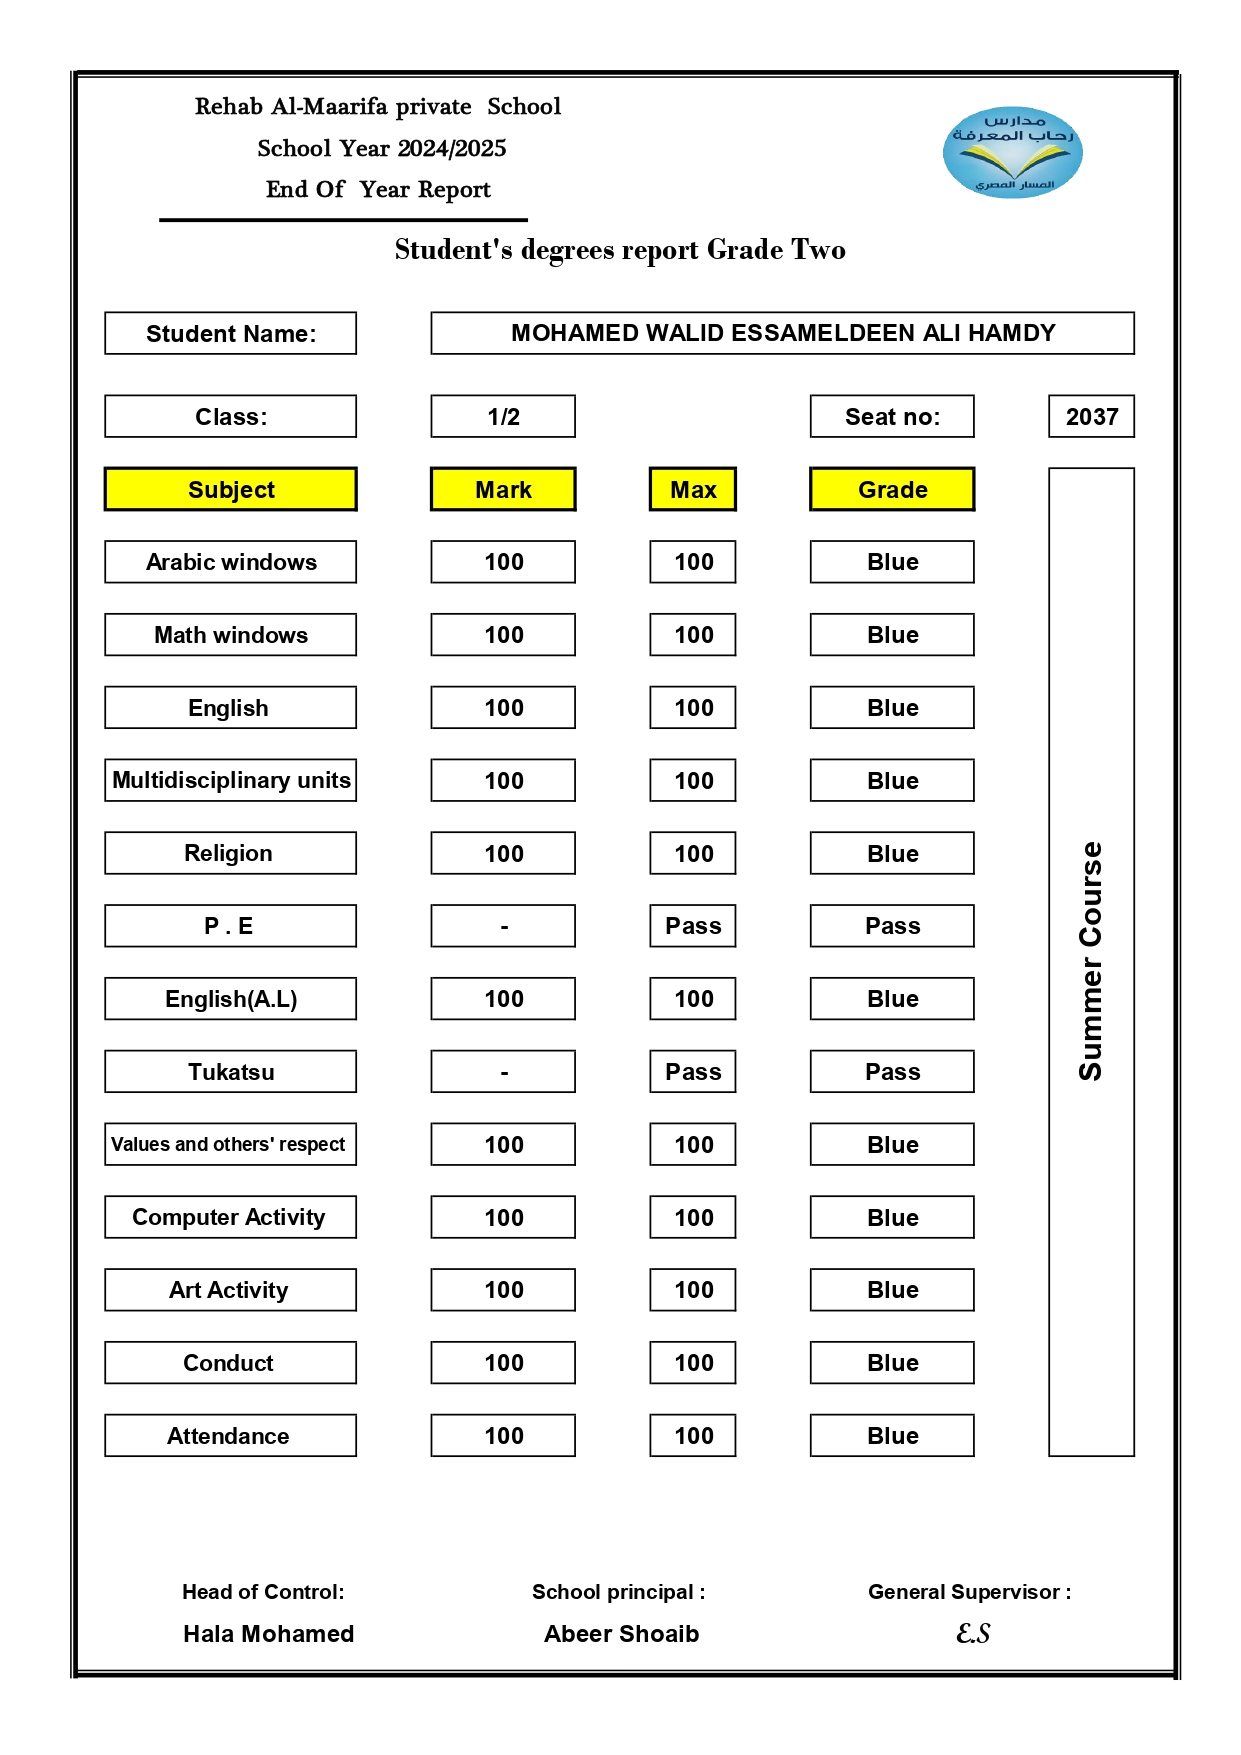 Rehab Al-Maarifa private School
School Year 2024/2025
End Of Year Report
مدارس
رحاب المعرفة
المسار المصري
Student's degrees report Grade Two
Student Name: MOHAMED WALID ESSAMELDEEN ALI HAMDY
Class: 1/2 Seat no: 2037
Subject Mark Max Grade
Arabic windows 100 100 Blue
Math windows 100 100 Blue
English 100 100 Blue
Multidisciplinary units 100 100 Blue
Religion 100 100 Blue
P . E - Pass Pass
English(A.L) 100 100 Blue
Tukatsu - Pass Pass
Values and others' respect 100 100 Blue
Computer Activity 100 100 Blue
Art Activity 100 100 Blue
Conduct 100 100 Blue
Attendance 100 100 Blue
Summer Course
Head of Control: School principal : General Supervisor :
Hala Mohamed Abeer Shoaib E.S